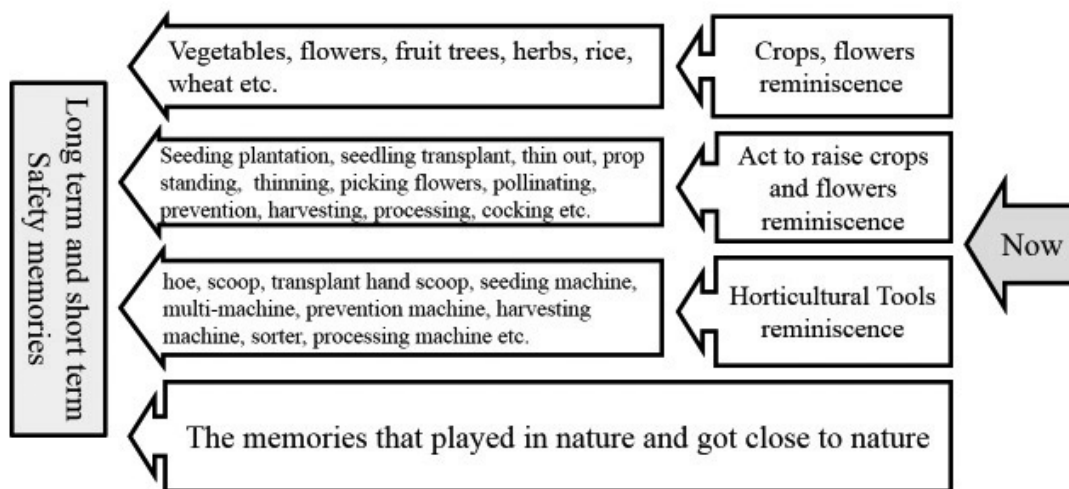 Long term and short term
Safety memories
Vegetables, flowers, fruit trees, herbs, rice,
wheat etc.
Crops, flowers
reminiscence
Seeding plantation, seedling transplant, thin out, prop
standing, thinning, picking flowers, pollinating,
prevention, harvesting, processing, cocking etc.
Act to raise crops
and flowers
reminiscence
hoe, scoop, transplant hand scoop, seeding machine,
multi-machine, prevention machine, harvesting
machine, sorter, processing machine etc.
Horticultural Tools
reminiscence
The memories that played in nature and got close to nature
Now